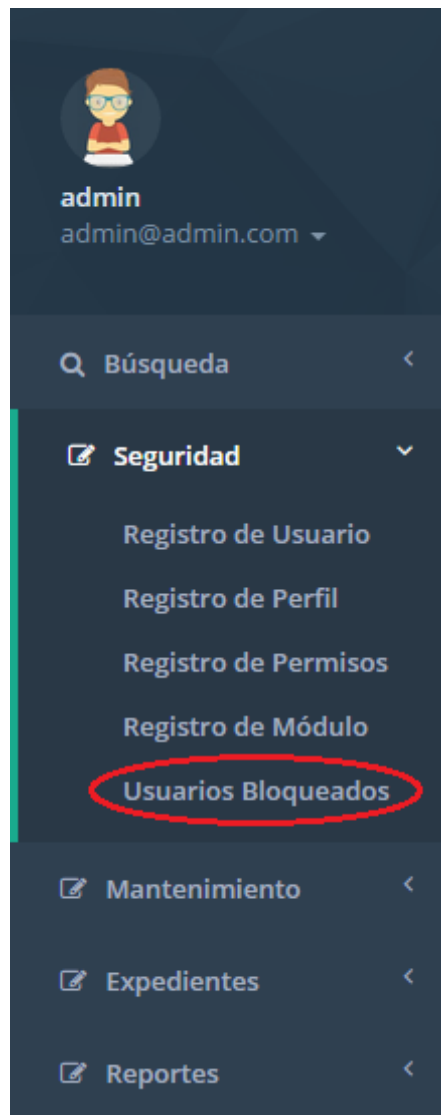 admin
admin@admin.com
Búsqueda
Seguridad
Registro de Usuario
Registro de Perfil
Registro de Permisos
Registro de Módulo
Usuarios Bloqueados
Mantenimiento
Expedientes
Reportes